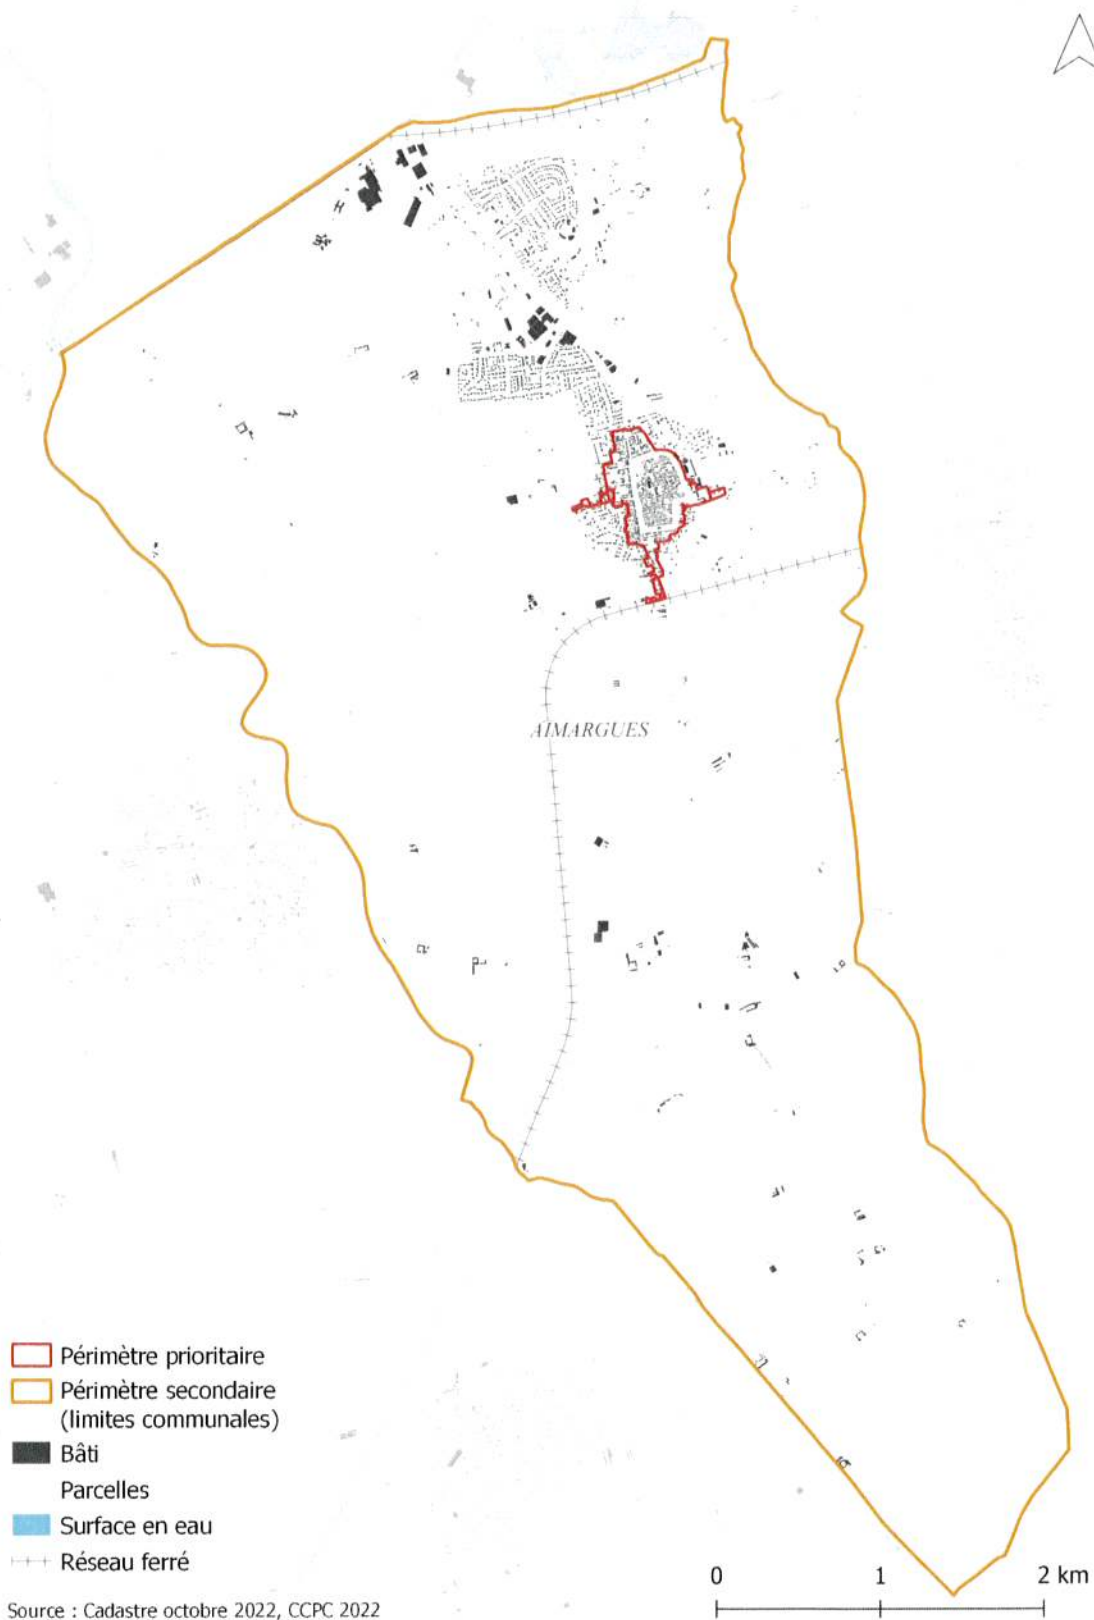 AIMARGUES
Périmètre prioritaire
Périmètre secondaire
(limites communales)
Bâti
Parcelles
Surface en eau
Réseau ferré
0 1 2 km
Source : Cadastre octobre 2022, CCPC 2022